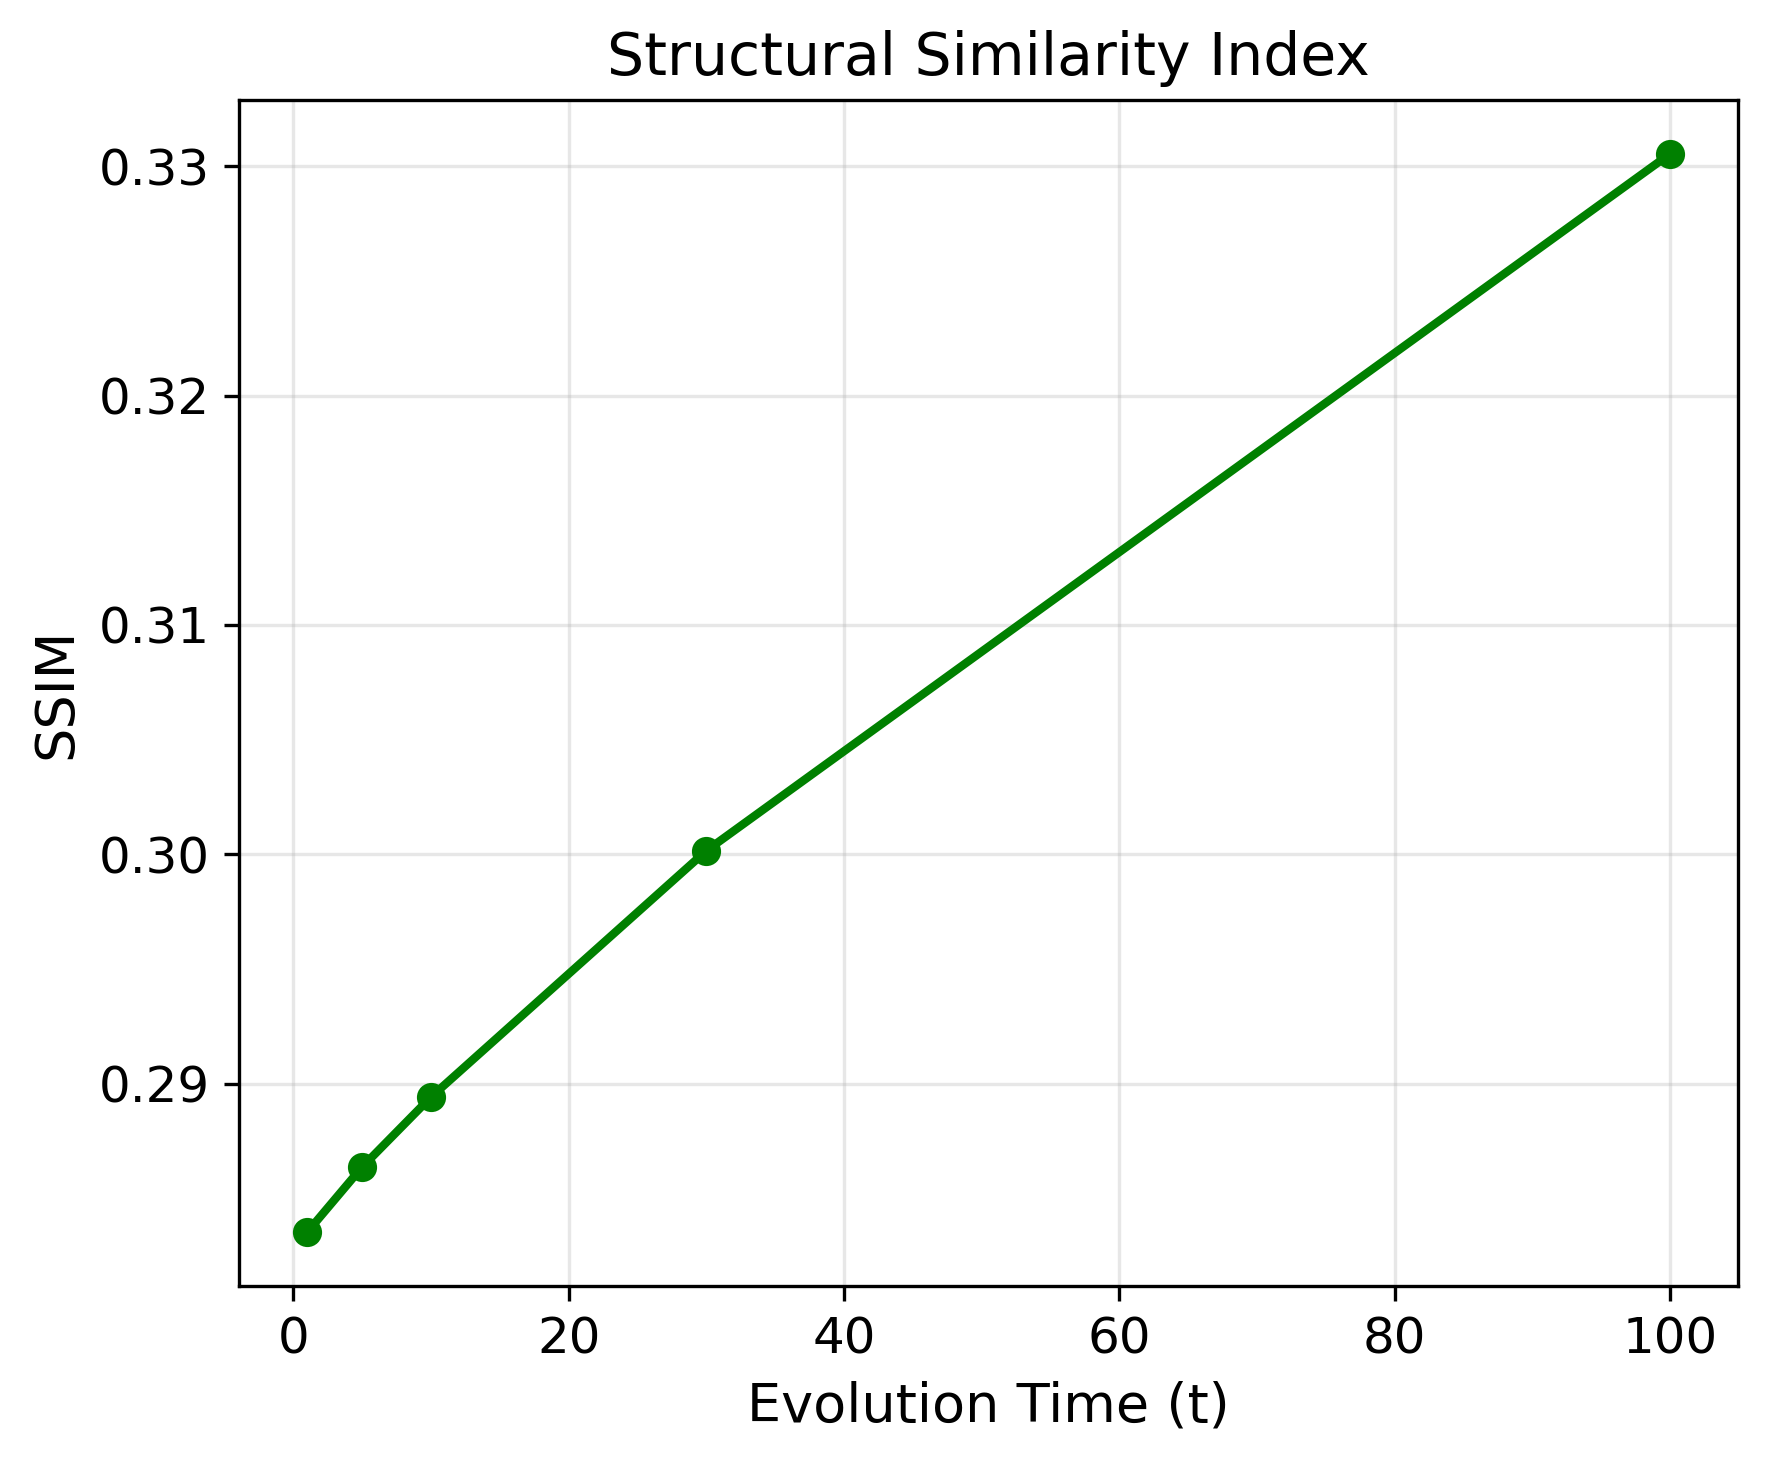 Structural Similarity Index
0.33
0.32
0.31
0.30
0.29
SSIM
0 20 40 60 80 100
Evolution Time (t)